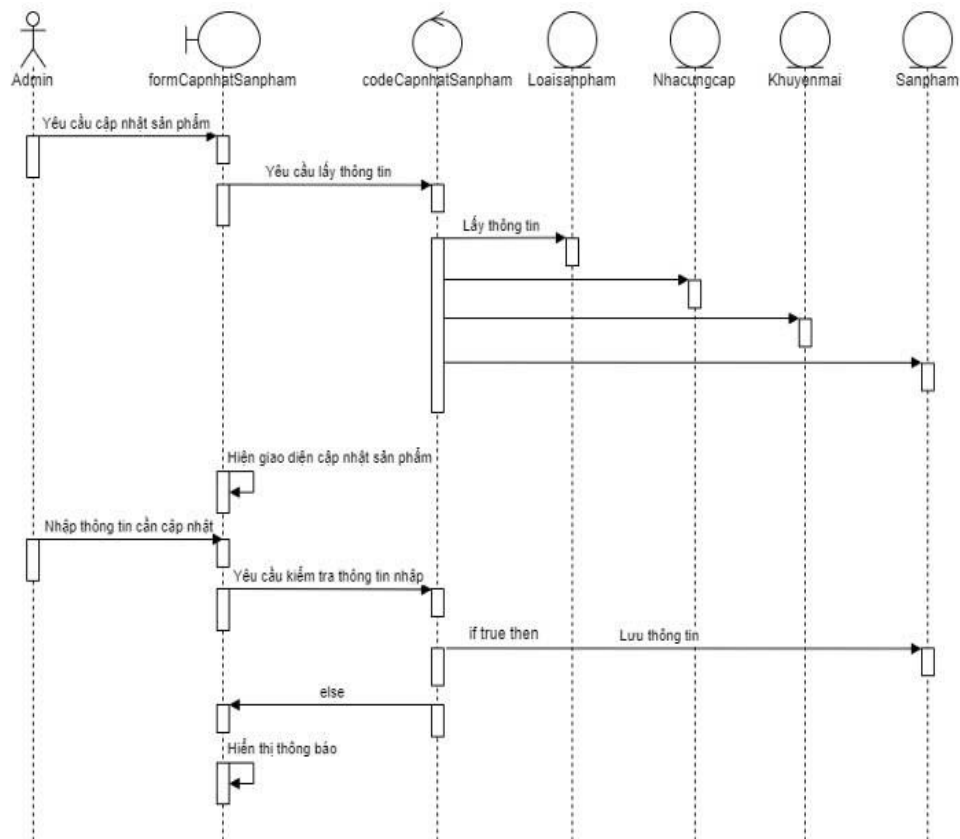 Admin
formCapnhatSanpham
codeCapnhatSanpham
Loaisanpham
Nhacungcap
Khuyenmai
Sanpham
Yêu cầu cập nhật sản phẩm
Yêu cầu lấy thông tin
Lấy thông tin
Hiện giao diện cập nhật sản phẩm
Nhập thông tin cần cập nhật
Yêu cầu kiểm tra thông tin nhập
if true then
Lưu thông tin
else
Hiển thị thông báo